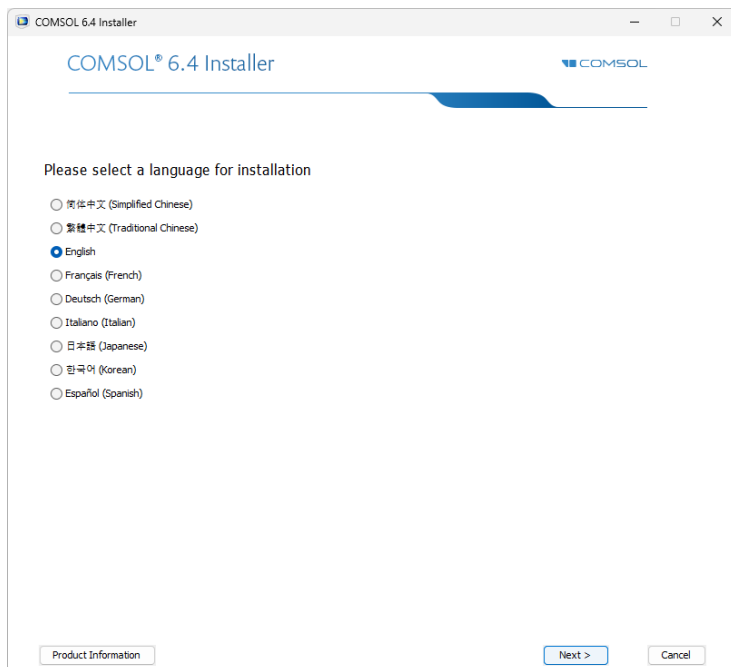 COMSOL 6.4 Installer
COMSOL® 6.4 Installer
COMSOL
Please select a language for installation
简体中文 (Simplified Chinese)
繁體中文 (Traditional Chinese)
English
Français (French)
Deutsch (German)
Italiano (Italian)
日本語 (Japanese)
한국어 (Korean)
Español (Spanish)
Product Information
Next >
Cancel